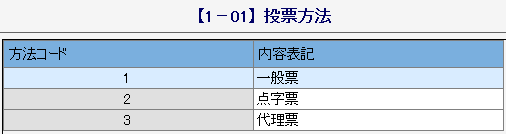 【1－01】投票方法
方法コード 内容表記
1 一般票
2 点字票
3 代理票